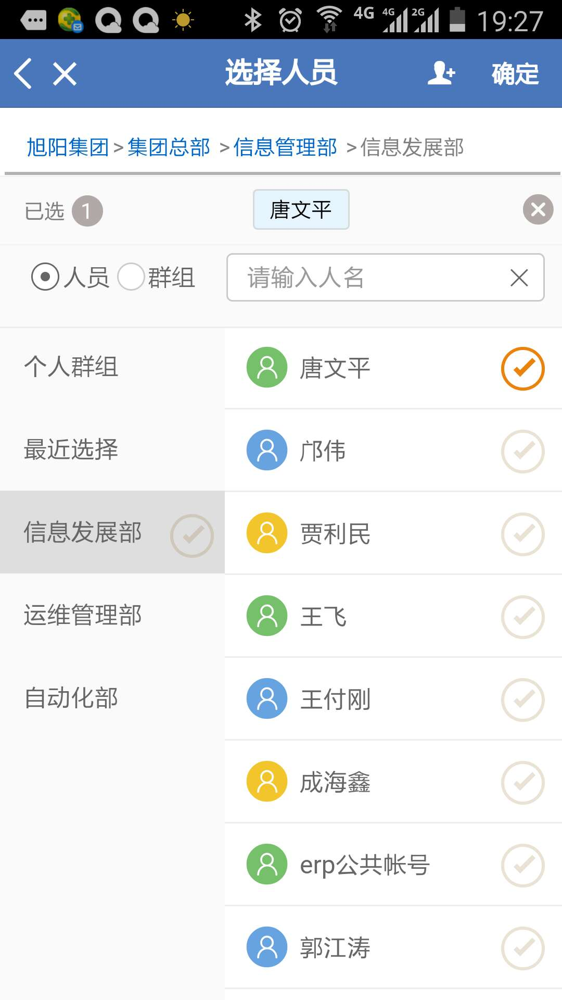 4G 4G 2G 19:27
选择人员 确定
旭阳集团 > 集团总部 > 信息管理部 > 信息发展部
已选 1 唐文平
人员 群组 请输入人名
个人群组 唐文平
最近选择 邝伟
信息发展部 贾利民
运维管理部 王飞
自动化部 王付刚
成海鑫
erp公共帐号
郭江涛